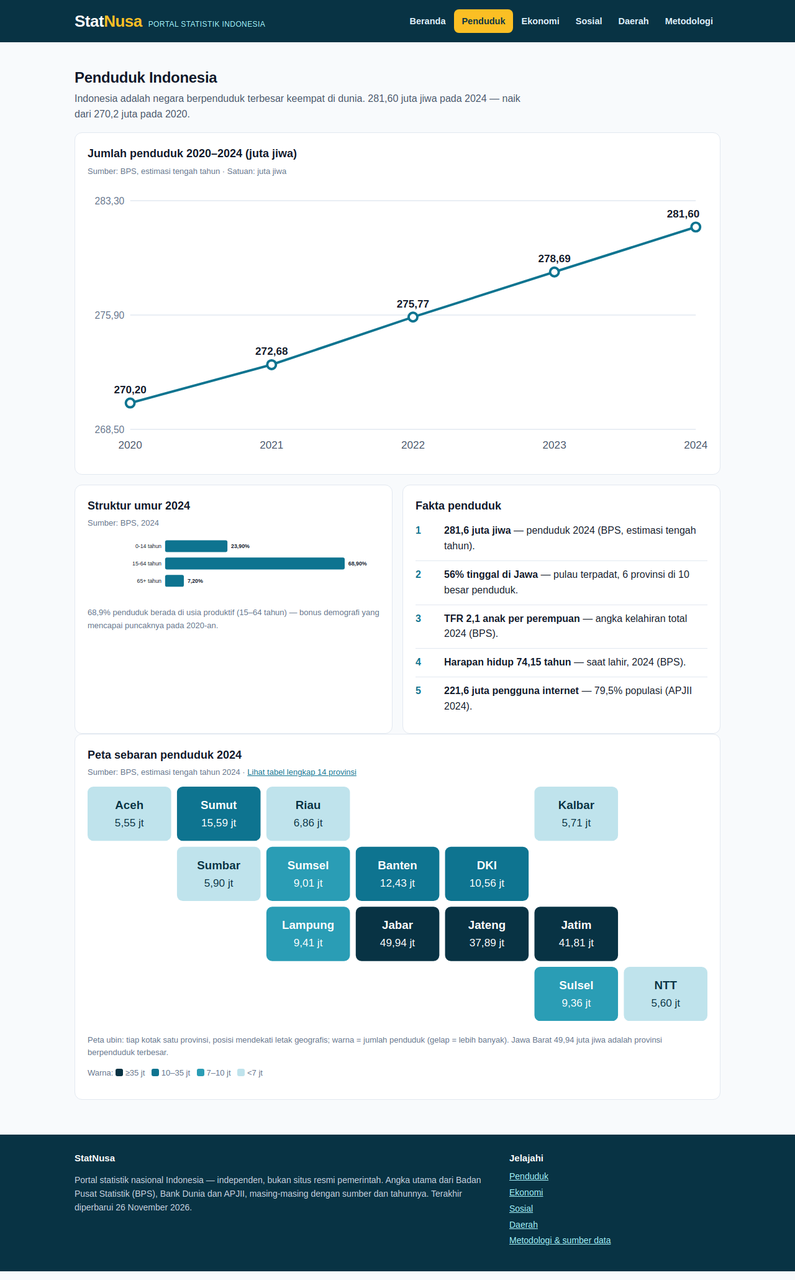 StatNusa PORTAL STATISTIK INDONESIA
Beranda Penduduk Ekonomi Sosial Daerah Metodologi
Penduduk Indonesia
Indonesia adalah negara berpenduduk terbesar keempat di dunia. 281,60 juta jiwa pada 2024 — naik
dari 270,2 juta pada 2020.
Jumlah penduduk 2020–2024 (juta jiwa)
Sumber: BPS, estimasi tengah tahun · Satuan: juta jiwa
283,30
281,60
278,69
275,90
275,77
272,68
270,20
268,50
2020 2021 2022 2023 2024
Struktur umur 2024
Sumber: BPS, 2024
0-14 tahun 23,90%
15-64 tahun 68,90%
65+ tahun 7,20%
68,9% penduduk berada di usia produktif (15–64 tahun) — bonus demografi yang
mencapai puncaknya pada 2020-an.
Fakta penduduk
1 281,6 juta jiwa — penduduk 2024 (BPS, estimasi tengah
tahun).
2 56% tinggal di Jawa — pulau terpadat, 6 provinsi di 10
besar penduduk.
3 TFR 2,1 anak per perempuan — angka kelahiran total
2024 (BPS).
4 Harapan hidup 74,15 tahun — saat lahir, 2024 (BPS).
5 221,6 juta pengguna internet — 79,5% populasi (APJII
2024).
Peta sebaran penduduk 2024
Sumber: BPS, estimasi tengah tahun 2024 · Lihat tabel lengkap 14 provinsi
Aceh Sumut Riau Kalbar
5,55 jt 15,59 jt 6,86 jt 5,71 jt
Sumbar Sumsel Banten DKI
5,90 jt 9,01 jt 12,43 jt 10,56 jt
Lampung Jabar Jateng Jatim
9,41 jt 49,94 jt 37,89 jt 41,81 jt
Sulsel NTT
9,36 jt 5,60 jt
Peta ubin: tiap kotak satu provinsi, posisi mendekati letak geografis; warna = jumlah penduduk (gelap = lebih banyak). Jawa Barat 49,94 juta jiwa adalah provinsi
berpenduduk terbesar.
Warna: ≥35 jt 10–35 jt 7–10 jt <7 jt
StatNusa
Portal statistik nasional Indonesia — independen, bukan situs resmi pemerintah. Angka utama dari Badan
Pusat Statistik (BPS), Bank Dunia dan APJII, masing-masing dengan sumber dan tahunnya. Terakhir
diperbarui 26 November 2026.
Jelajahi
Penduduk
Ekonomi
Sosial
Daerah
Metodologi & sumber data